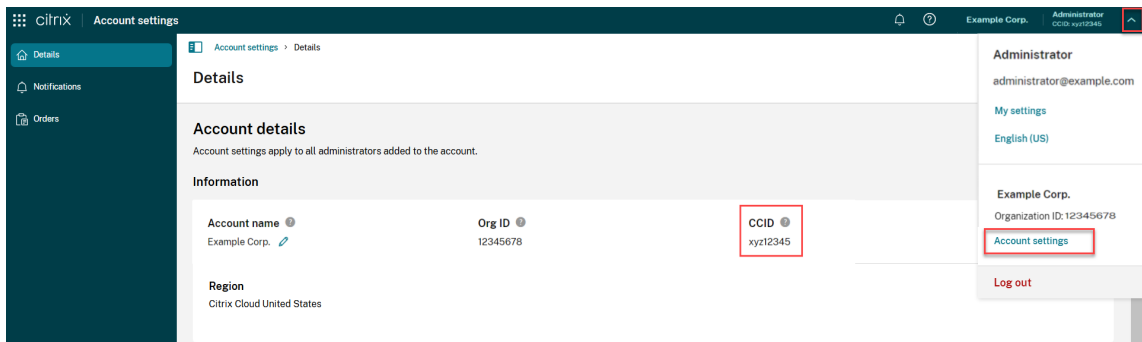 citrix Account settings Example Corp. Administrator
CCID: xyz12345
Details
Notifications
Orders
Account settings > Details
Details
Account details
Account settings apply to all administrators added to the account.
Information
Account name
Example Corp.
Org ID
12345678
CCID
xyz12345
Region
Citrix Cloud United States
Administrator
administrator@example.com
My settings
English (US)
Example Corp.
Organization ID: 12345678
Account settings
Log out